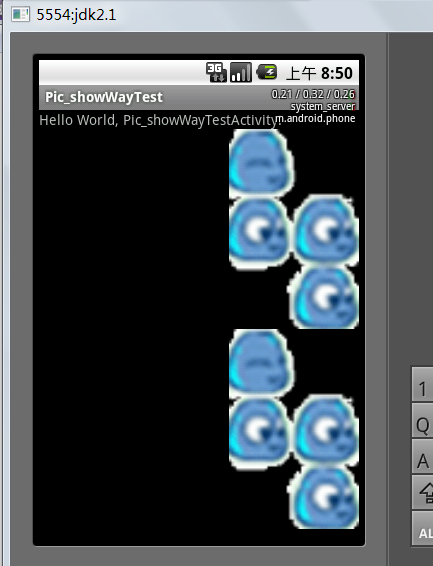 5554:jdk2.1
3G
上午 8:50
Pic_showWayTest
0.21 / 0.32 / 0.26
system_server
m.android.phone
Hello World, Pic_showWayTestActivity!
1
Q
A
AL